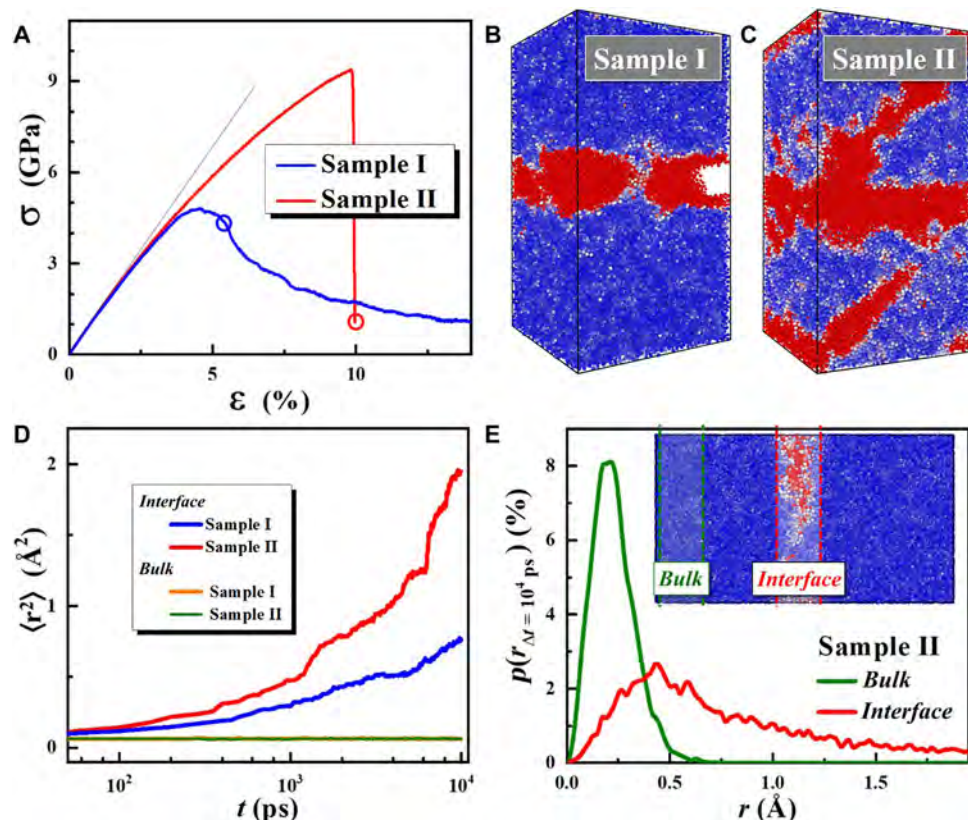 A
σ (GPa)
9
6
3
0
0
5
10
ε (%)
Sample I
Sample II
B
Sample I
C
Sample II
D
⟨r²⟩ (Å²)
2
1
0
10²
10³
10⁴
t (ps)
Interface
Sample I
Sample II
Bulk
Sample I
Sample II
E
p(r Δt = 10⁴ ps) (%)
8
6
4
2
0
0.0
0.5
1.0
1.5
r (Å)
Bulk
Interface
Sample II
Bulk
Interface